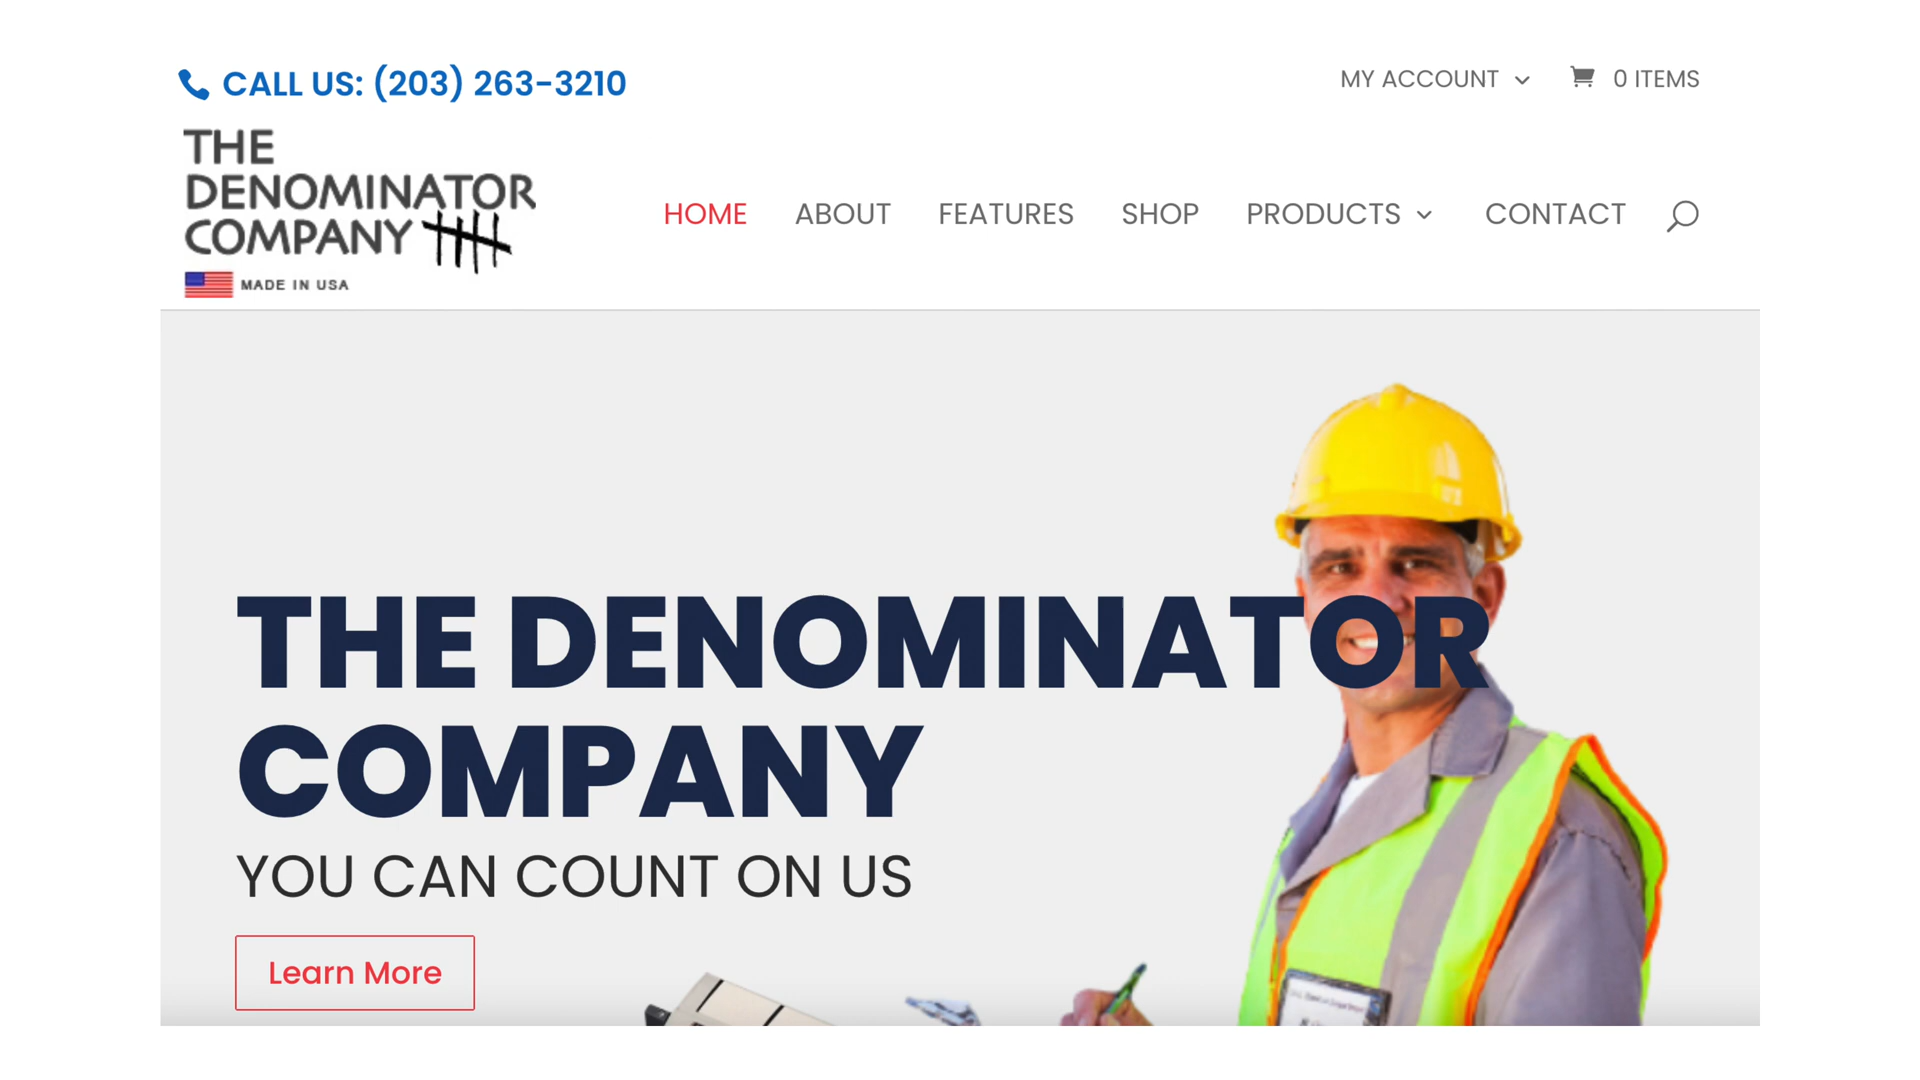 CALL US: (203) 263-3210
MY ACCOUNT
0 ITEMS
THE
DENOMINATOR
COMPANY
MADE IN USA
HOME
ABOUT
FEATURES
SHOP
PRODUCTS
CONTACT
THE DENOMINATOR
COMPANY
YOU CAN COUNT ON US
Learn More